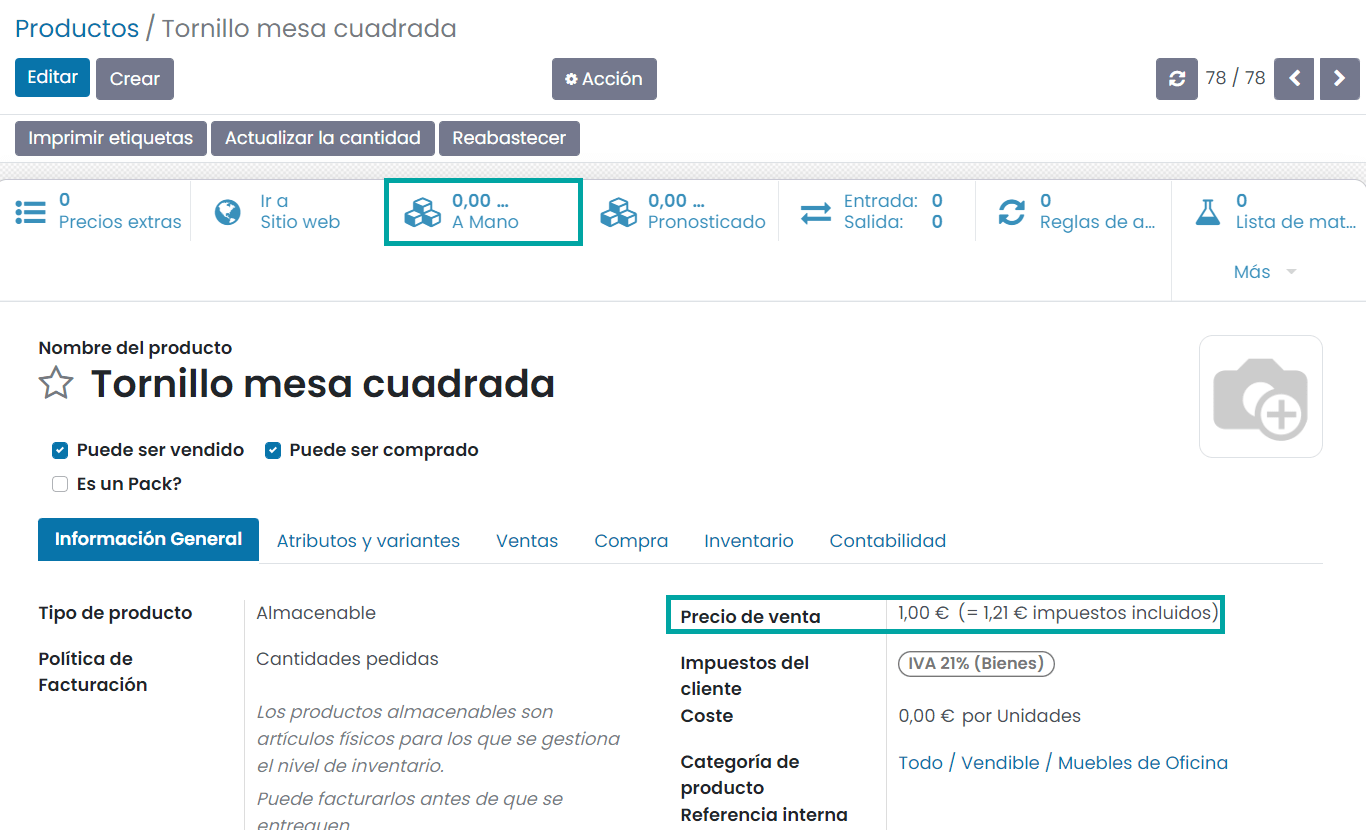 Productos / Tornillo mesa cuadrada
Editar Crear Acción 78 / 78
Imprimir etiquetas Actualizar la cantidad Reabastecer
0
Precios extras
Ir a
Sitio web
0,00 ...
A Mano
0,00 ...
Pronosticado
Entrada: 0
Salida: 0
0
Reglas de a...
0
Lista de mat...
Más
Nombre del producto
Tornillo mesa cuadrada
Puede ser vendido Puede ser comprado
Es un Pack?
Información General Atributos y variantes Ventas Compra Inventario Contabilidad
Tipo de producto Almacenable
Política de
Facturación
Cantidades pedidas
Los productos almacenables son
artículos físicos para los que se gestiona
el nivel de inventario.
Puede facturarlos antes de que se
entreguen
Precio de venta 1,00 € (= 1,21 € impuestos incluidos)
Impuestos del
cliente
IVA 21% (Bienes)
Coste 0,00 € por Unidades
Categoría de
producto
Todo / Vendible / Muebles de Oficina
Referencia interna